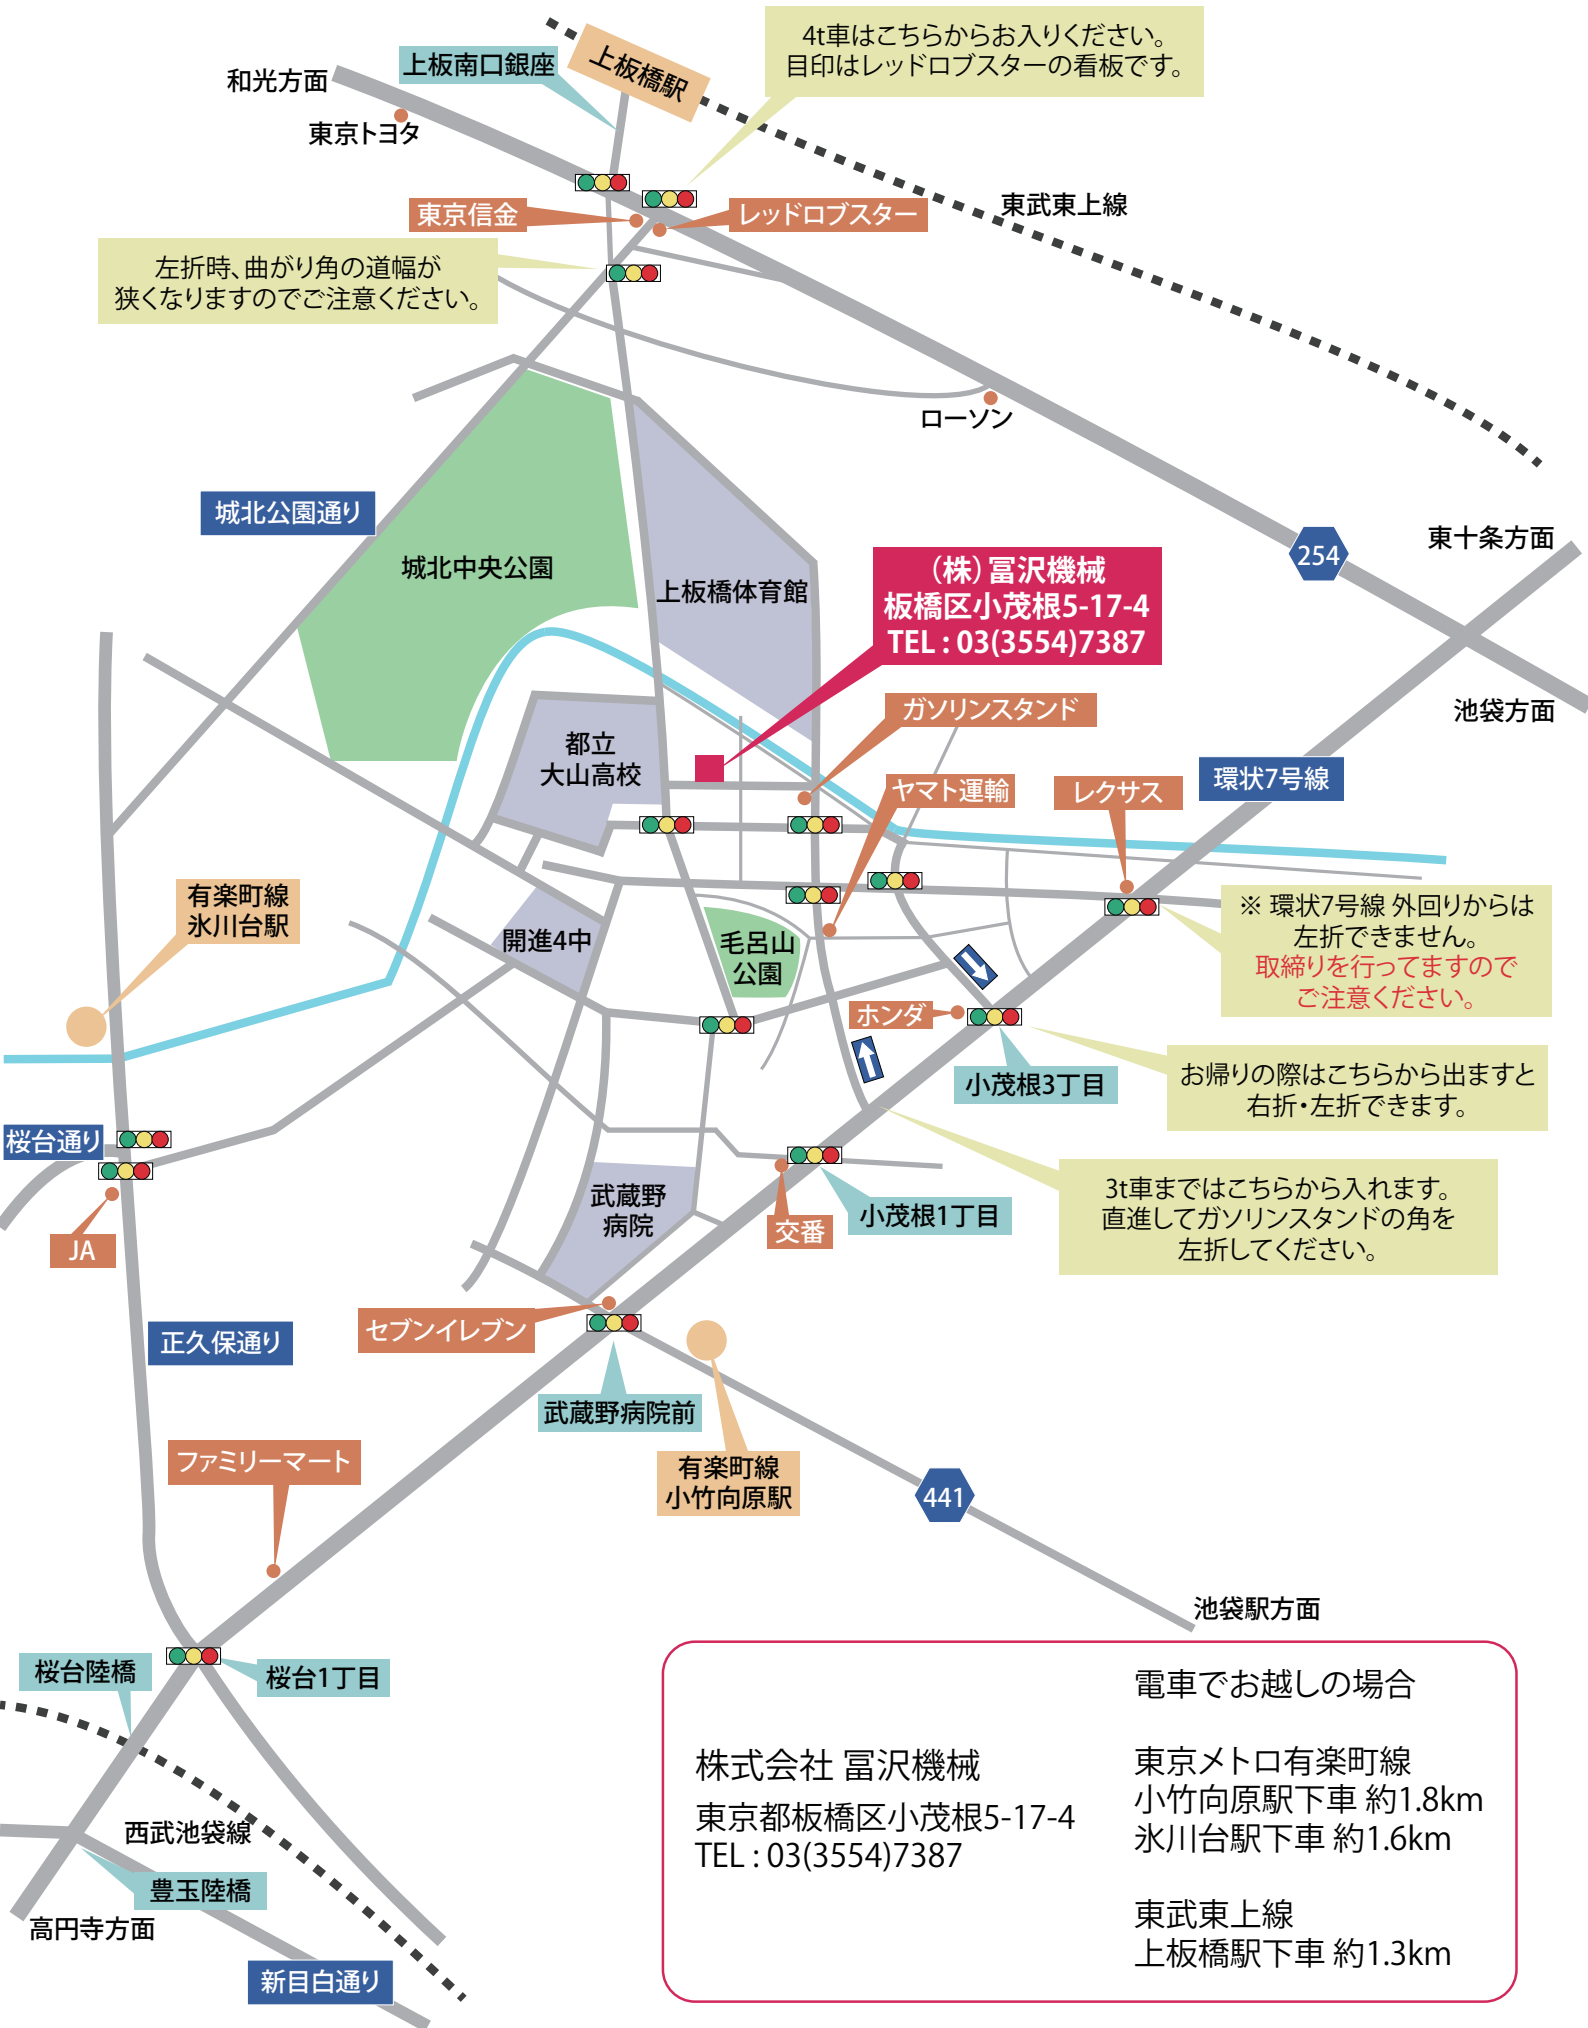 4t車はこちらからお入りください。
目印はレッドロブスターの看板です。
上板南口銀座
上板橋駅
和光方面
東京トヨタ
東京信金
レッドロブスター
東武東上線
左折時、曲がり角の道幅が
狭くなりますのでご注意ください。
ローソン
城北公園通り
城北中央公園
上板橋体育館
(株)冨沢機械
板橋区小茂根5-17-4
TEL : 03(3554)7387
254
東十条方面
池袋方面
ガソリンスタンド
都立
大山高校
ヤマト運輸
レクサス
環状7号線
有楽町線
氷川台駅
開進4中
毛呂山
公園
※ 環状7号線 外回りからは
左折できません。
取締りを行ってますので
ご注意ください。
ホンダ
小茂根3丁目
お帰りの際はこちらから出ますと
右折・左折できます。
桜台通り
JA
武蔵野
病院
交番
小茂根1丁目
3t車まではこちらから入れます。
直進してガソリンスタンドの角を
左折してください。
正久保通り
セブンイレブン
武蔵野病院前
ファミリーマート
有楽町線
小竹向原駅
441
池袋駅方面
桜台陸橋
桜台1丁目
西武池袋線
豊玉陸橋
高円寺方面
新目白通り
株式会社 冨沢機械
東京都板橋区小茂根5-17-4
TEL : 03(3554)7387
電車でお越しの場合
東京メトロ有楽町線
小竹向原駅下車 約1.8km
氷川台駅下車 約1.6km
東武東上線
上板橋駅下車 約1.3km